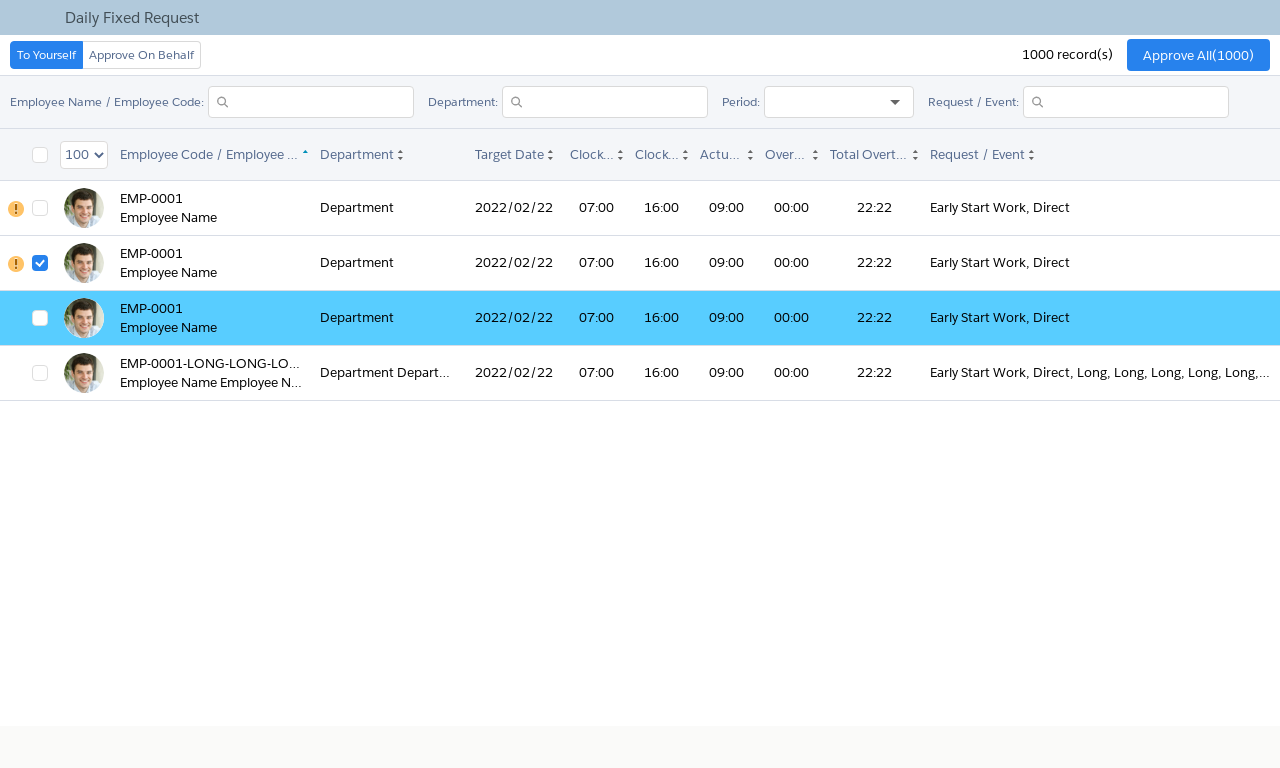 Daily Fixed Request
To Yourself Approve On Behalf 1000 record(s) Approve All(1000)
Employee Name / Employee Code: Department: Period: Request / Event:
100 Employee Code / Employee ... Department Target Date Clock... Clock... Actu... Over... Total Overt... Request / Event
EMP-0001
Employee Name
Department 2022/02/22 07:00 16:00 09:00 00:00 22:22 Early Start Work, Direct
EMP-0001
Employee Name
Department 2022/02/22 07:00 16:00 09:00 00:00 22:22 Early Start Work, Direct
EMP-0001
Employee Name
Department 2022/02/22 07:00 16:00 09:00 00:00 22:22 Early Start Work, Direct
EMP-0001-LONG-LONG-LO...
Employee Name Employee N...
Department Depart... 2022/02/22 07:00 16:00 09:00 00:00 22:22 Early Start Work, Direct, Long, Long, Long, Long, Long,...